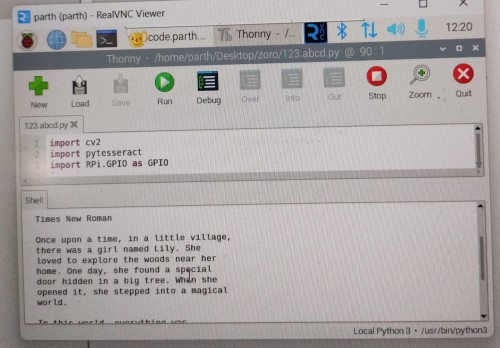 parth (parth) - RealVNC Viewer
code.parth....
Thonny - /...
12:20
Thonny - /home/parth/Desktop/zoro/123.abcd.py @ 90 : 1
New
Load
Save
Run
Debug
Over
Into
Out
Stop
Zoom
Quit
123.abcd.py
1 import cv2
2 import pytesseract
3 import RPi.GPIO as GPIO
Shell
Times New Roman
Once upon a time, in a little village,
there was a girl named Lily. She
loved to explore the woods near her
home. One day, she found a special
door hidden in a big tree. When she
opened it, she stepped into a magical
world.
In this world, everything was
Local Python 3 • /usr/bin/python3